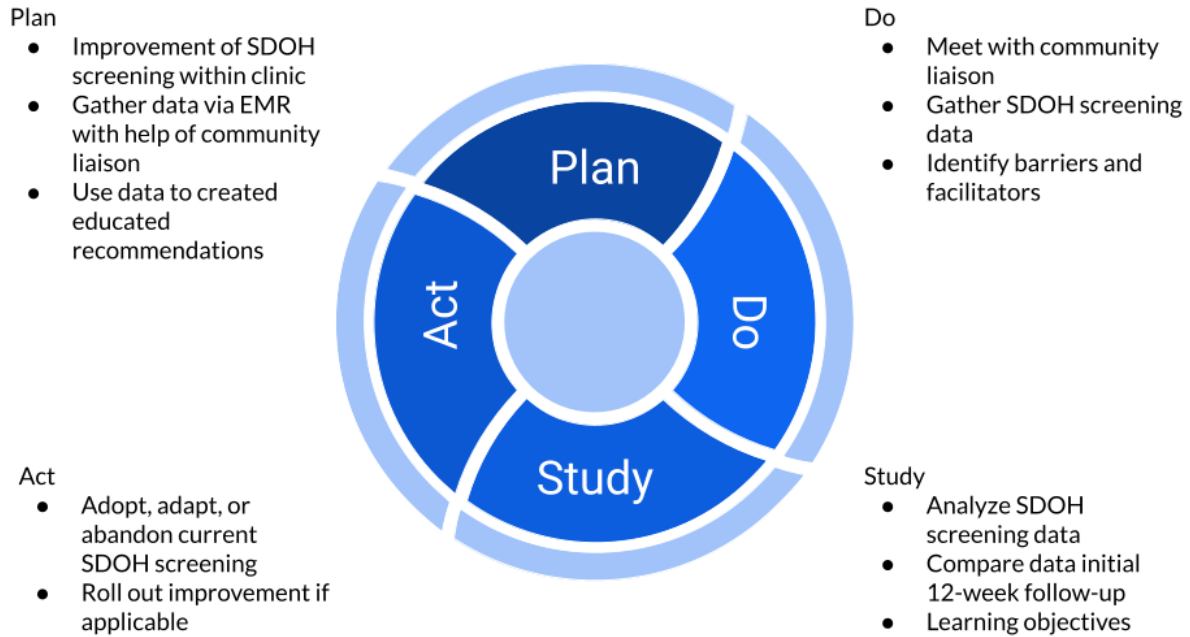 Plan
● Improvement of SDOH
screening within clinic
● Gather data via EMR
with help of community
liaison
● Use data to created
educated
recommendations
Do
● Meet with community
liaison
● Gather SDOH screening
data
● Identify barriers and
facilitators
Plan
Do
Study
Act
Act
● Adopt, adapt, or
abandon current
SDOH screening
● Roll out improvement if
applicable
Study
● Analyze SDOH
screening data
● Compare data initial
12-week follow-up
● Learning objectives